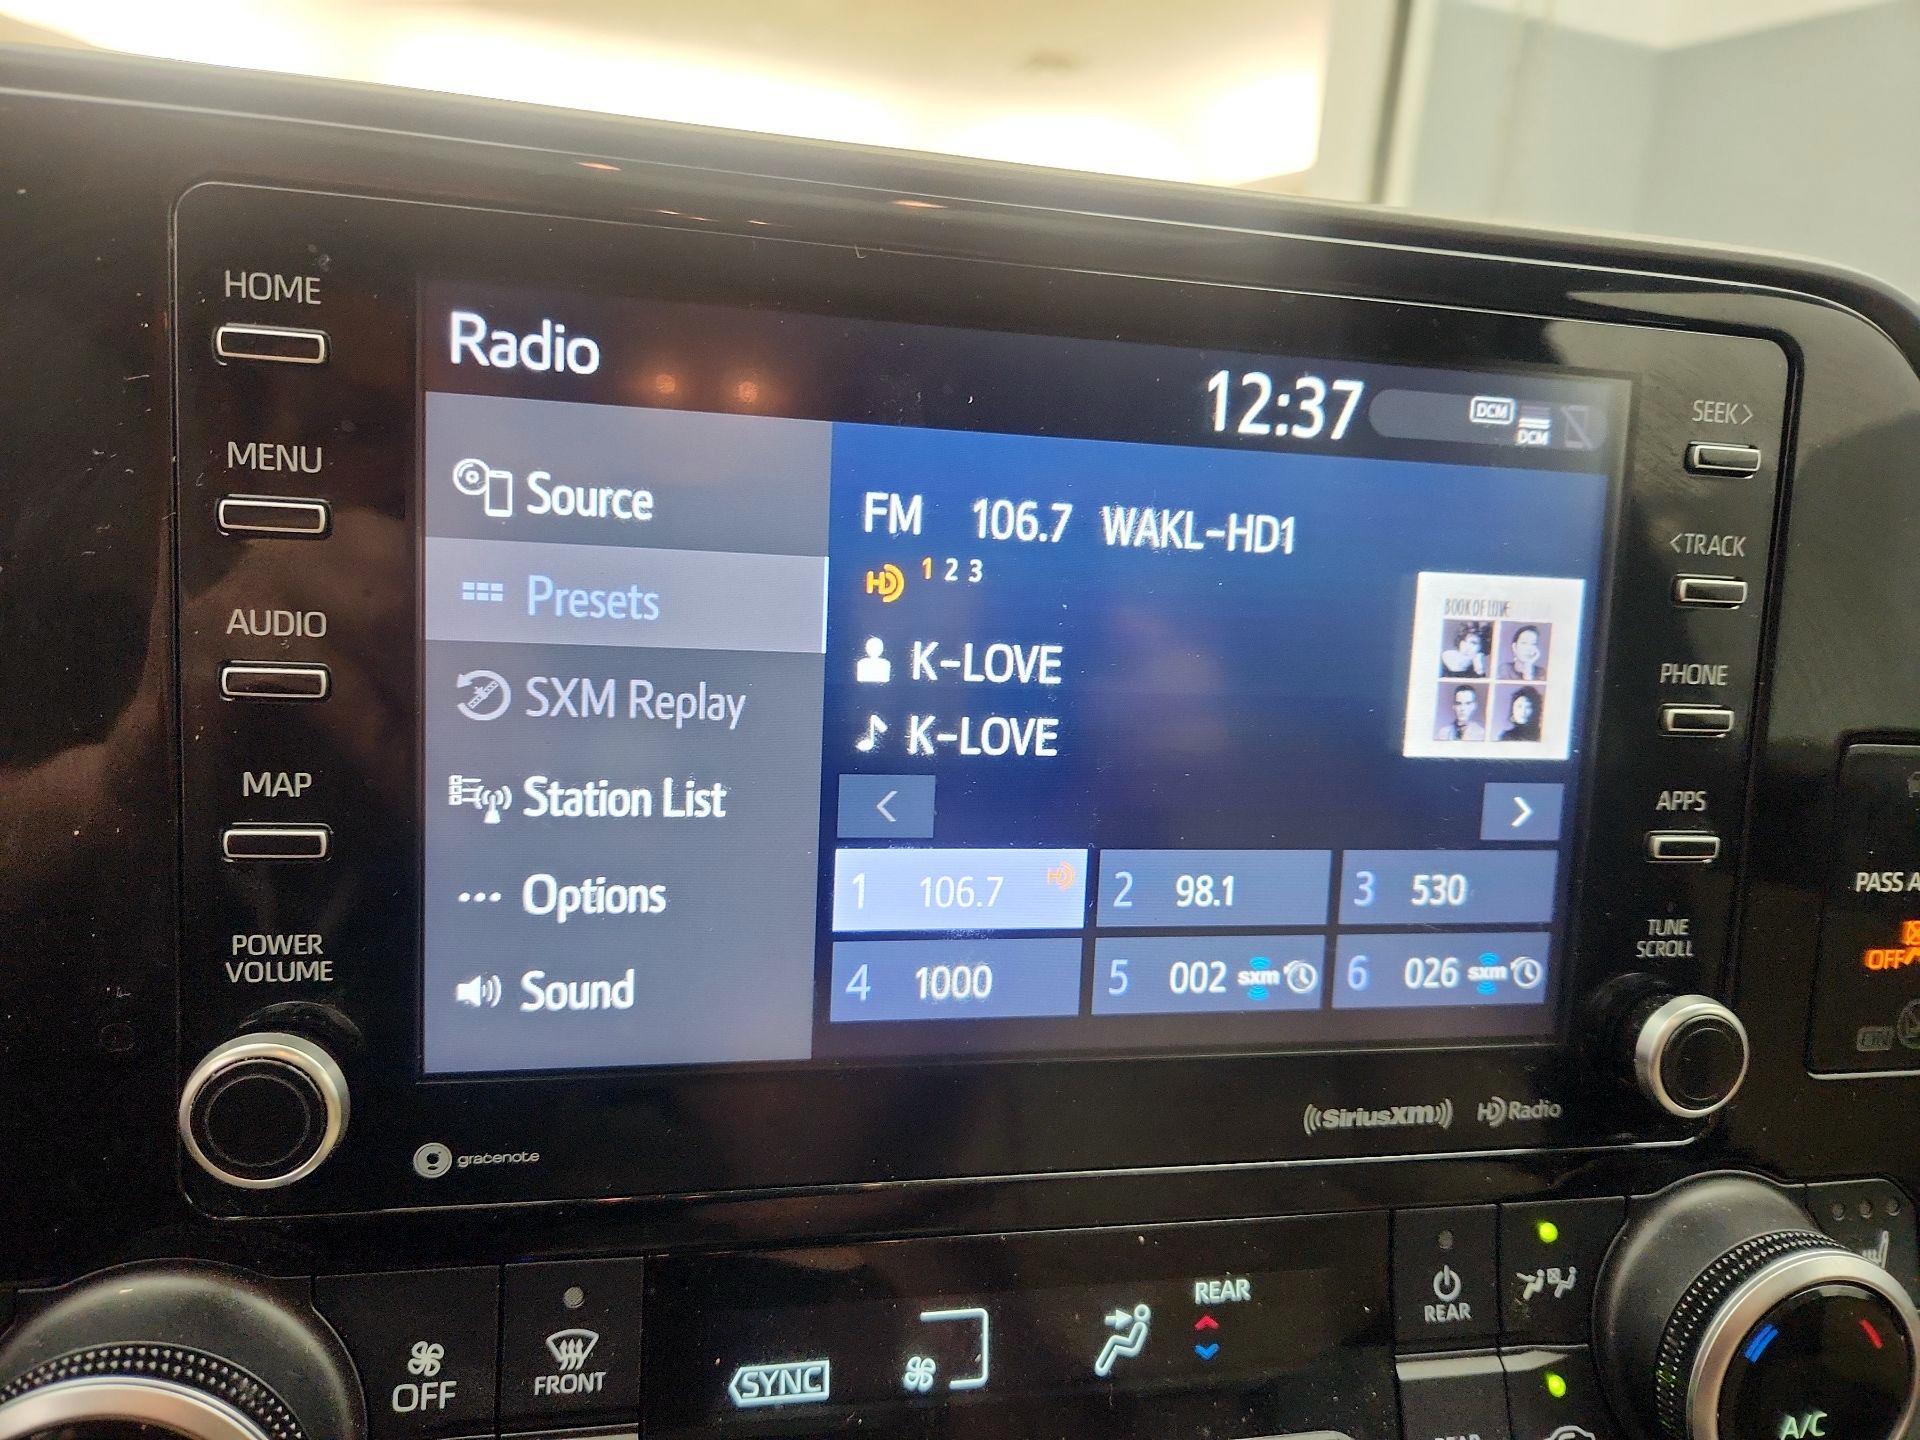 HOME
MENU
AUDIO
MAP
POWER
VOLUME
Radio
12:37
DCM
DCM
Source
Presets
SXM Replay
Station List
Options
Sound
FM 106.7 WAKL-HD1
HD 1 2 3
K-LOVE
K-LOVE
BOOK OF LOVE
<
>
1 106.7 HD
2 98.1
3 530
4 1000
5 002 sxm
6 026 sxm
SEEK>
<TRACK
PHONE
APPS
TUNE
SCROLL
gracenote
((SiriusXM))
HD Radio
PASS A
OFF
OFF
FRONT
SYNC
REAR
REAR
A/C